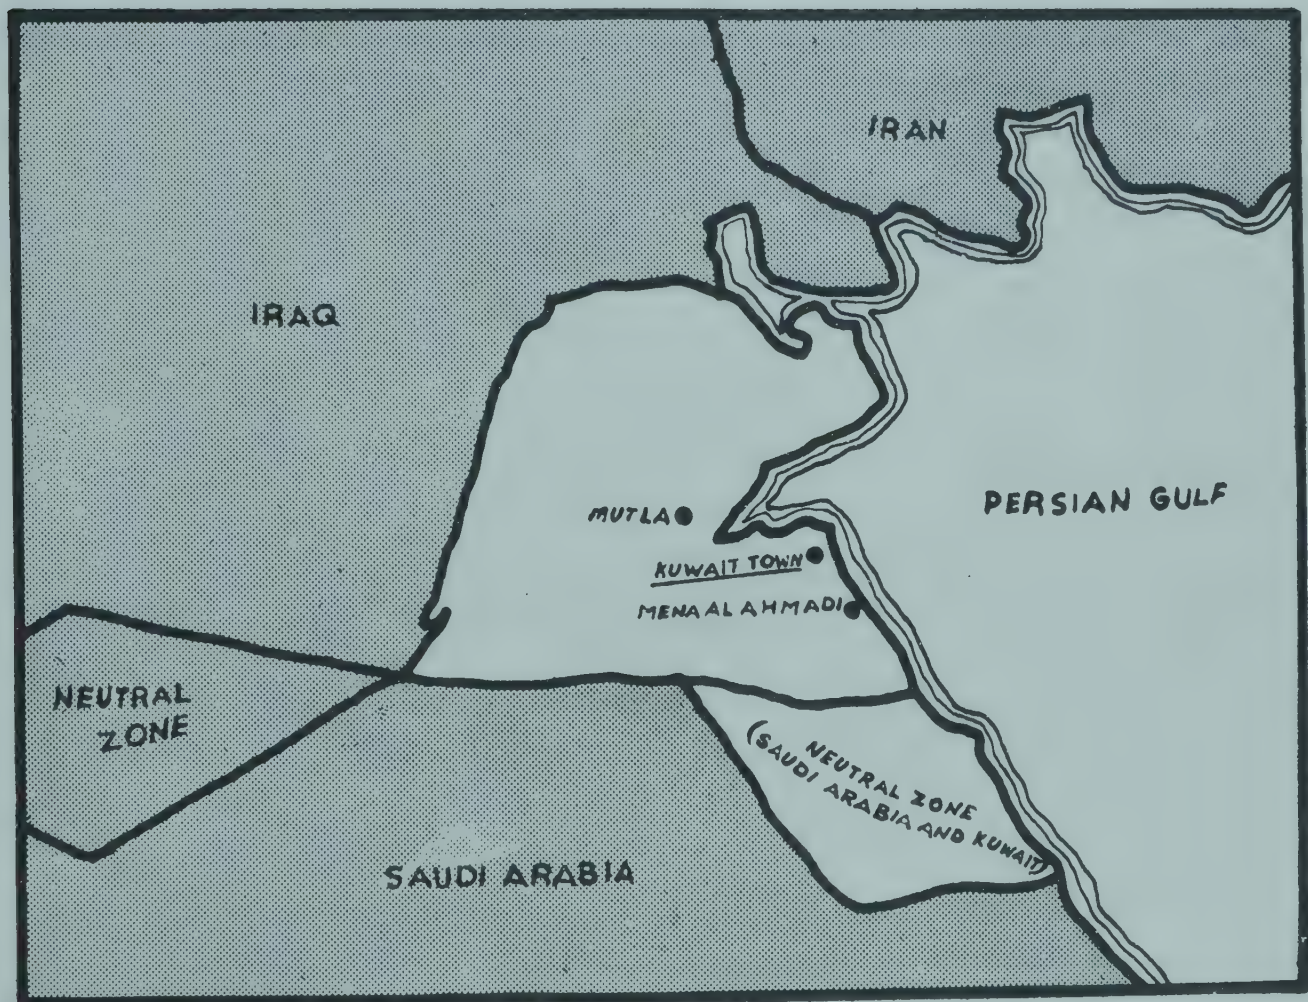 IRAN
IRAQ
PERSIAN GULF
MUTLA
KUWAIT TOWN
MENA AL AHMADI
NEUTRAL
ZONE
NEUTRAL ZONE
(SAUDI ARABIA AND KUWAIT)
SAUDI ARABIA